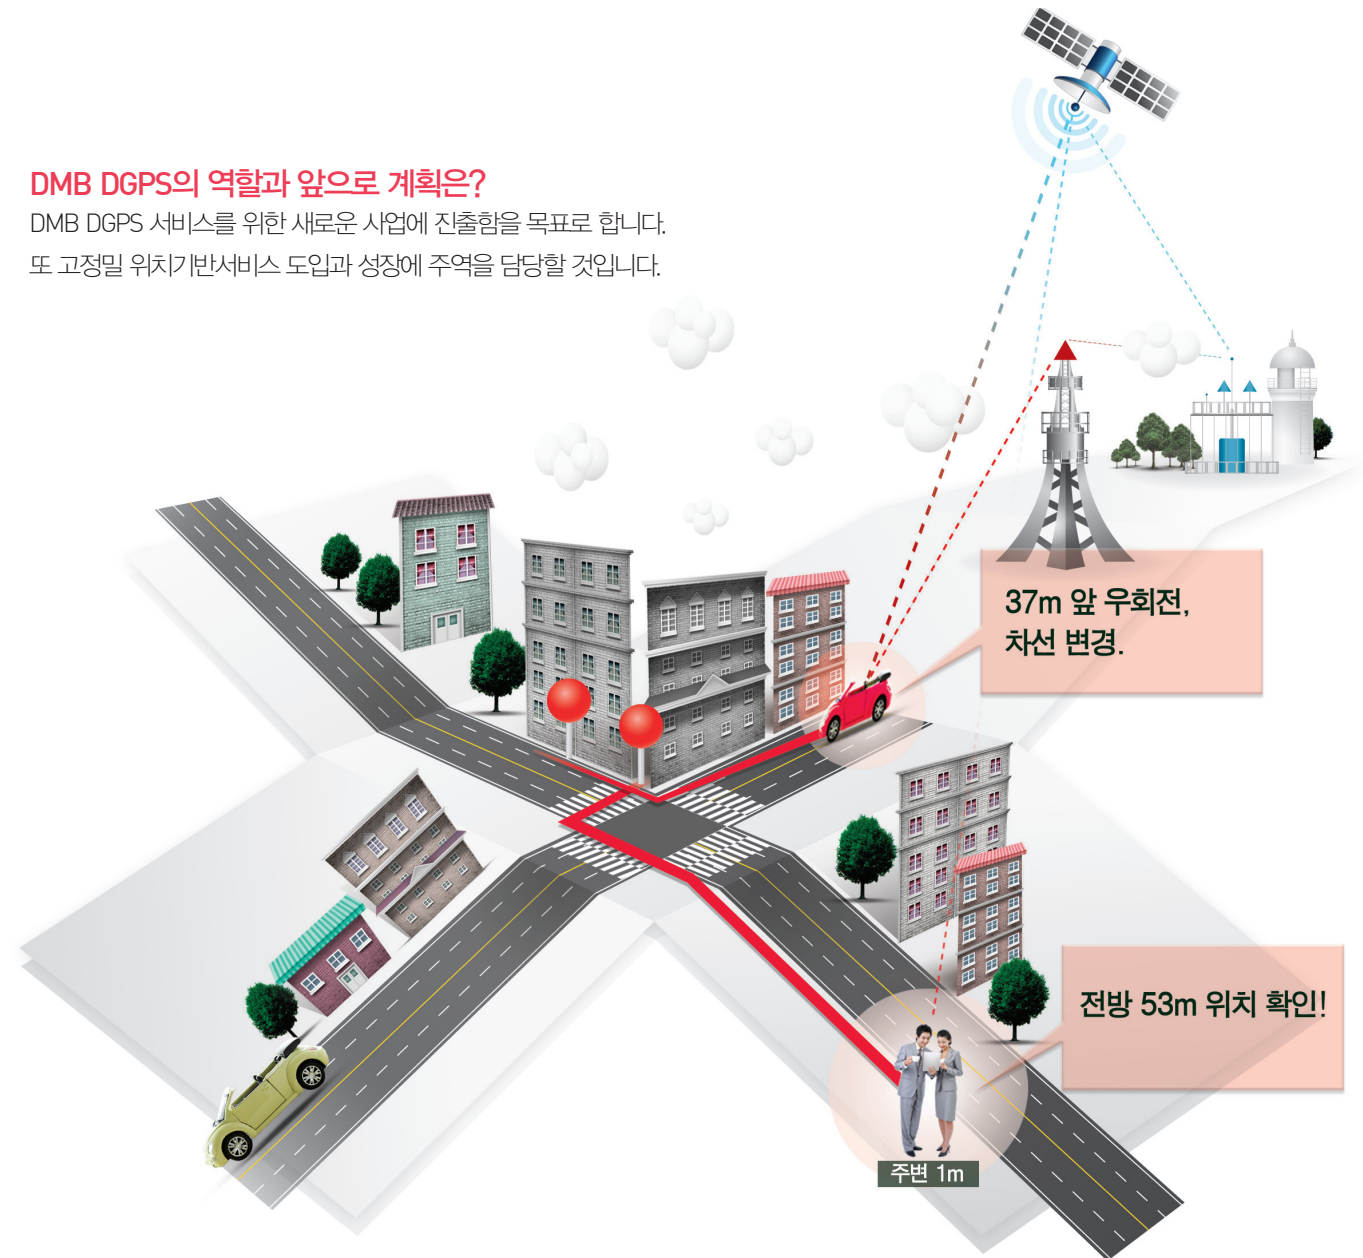 DMB DGPS의 역할과 앞으로 계획은?
DMB DGPS 서비스를 위한 새로운 사업에 진출함을 목표로 합니다.
또 고정밀 위치기반서비스 도입과 성장에 주역을 담당할 것입니다.
37m 앞 우회전,
차선 변경.
전방 53m 위치 확인!
주변 1m